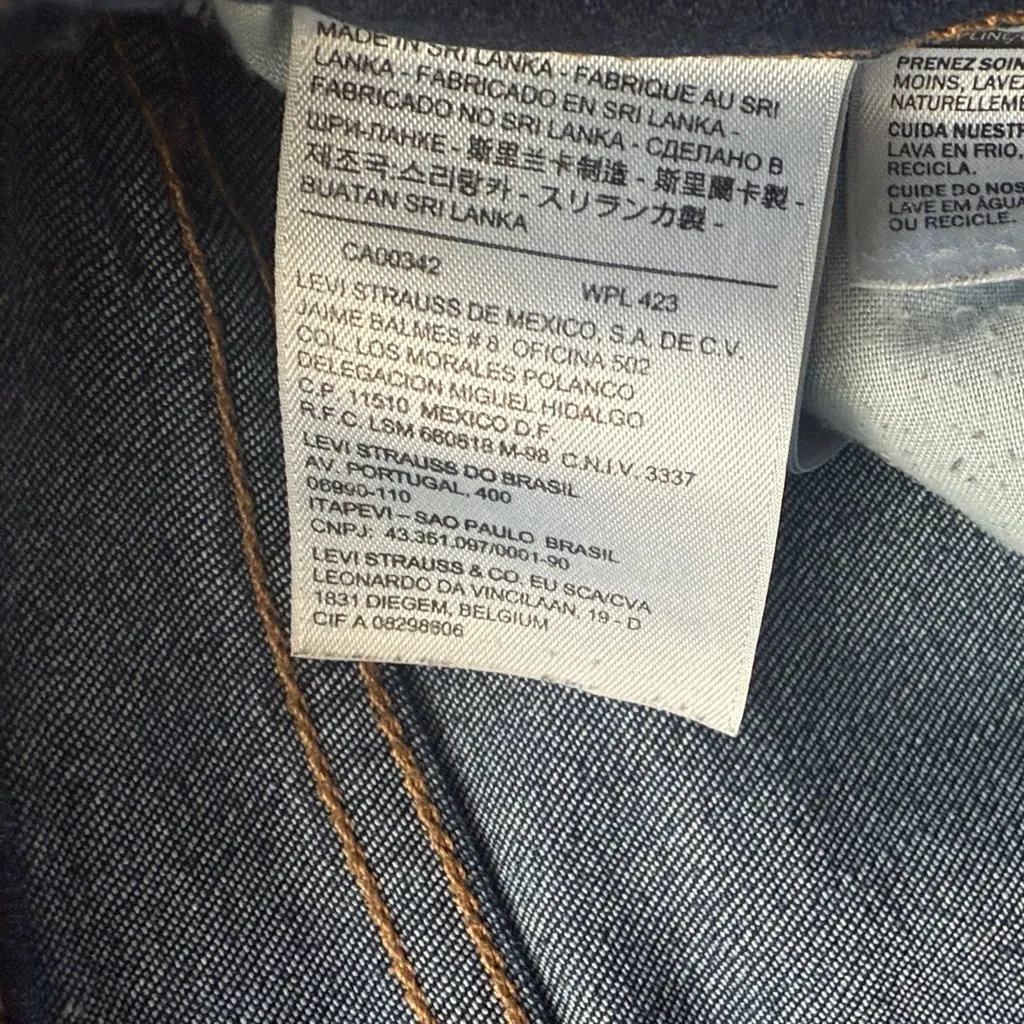 MADE IN SRI LANKA - FABRIQUE AU SRI
LANKA - FABRICADO EN SRI LANKA -
FABRICADO NO SRI LANKA - СДЕЛАНО В
ШРИ-ЛАНКЕ - 斯里兰卡制造 - 斯里蘭卡製 -
제조국:스리랑카 - スリランカ製 -
BUATAN SRI LANKA
CA00342 WPL 423
LEVI STRAUSS DE MEXICO, S.A. DE C.V.
JAIME BALMES # 8 OFICINA 502
COL. LOS MORALES POLANCO
DELEGACION MIGUEL HIDALGO
C.P. 11510 MEXICO D.F.
R.F.C. LSM 660618 M-98 C.N.I.V. 3337
LEVI STRAUSS DO BRASIL
AV. PORTUGAL, 400
06690-110
ITAPEVI – SAO PAULO BRASIL
CNPJ: 43.351.097/0001-90
LEVI STRAUSS & CO. EU SCA/CVA
LEONARDO DA VINCILAAN, 19 - D
1831 DIEGEM, BELGIUM
CIF A 08298606
PRENEZ SOIN
MOINS, LAVEZ
NATURELLEME
CUIDA NUESTR
LAVA EN FRIO,
RECICLA.
CUIDE DO NOS
LAVE EM ÁGUA
OU RECICLE.